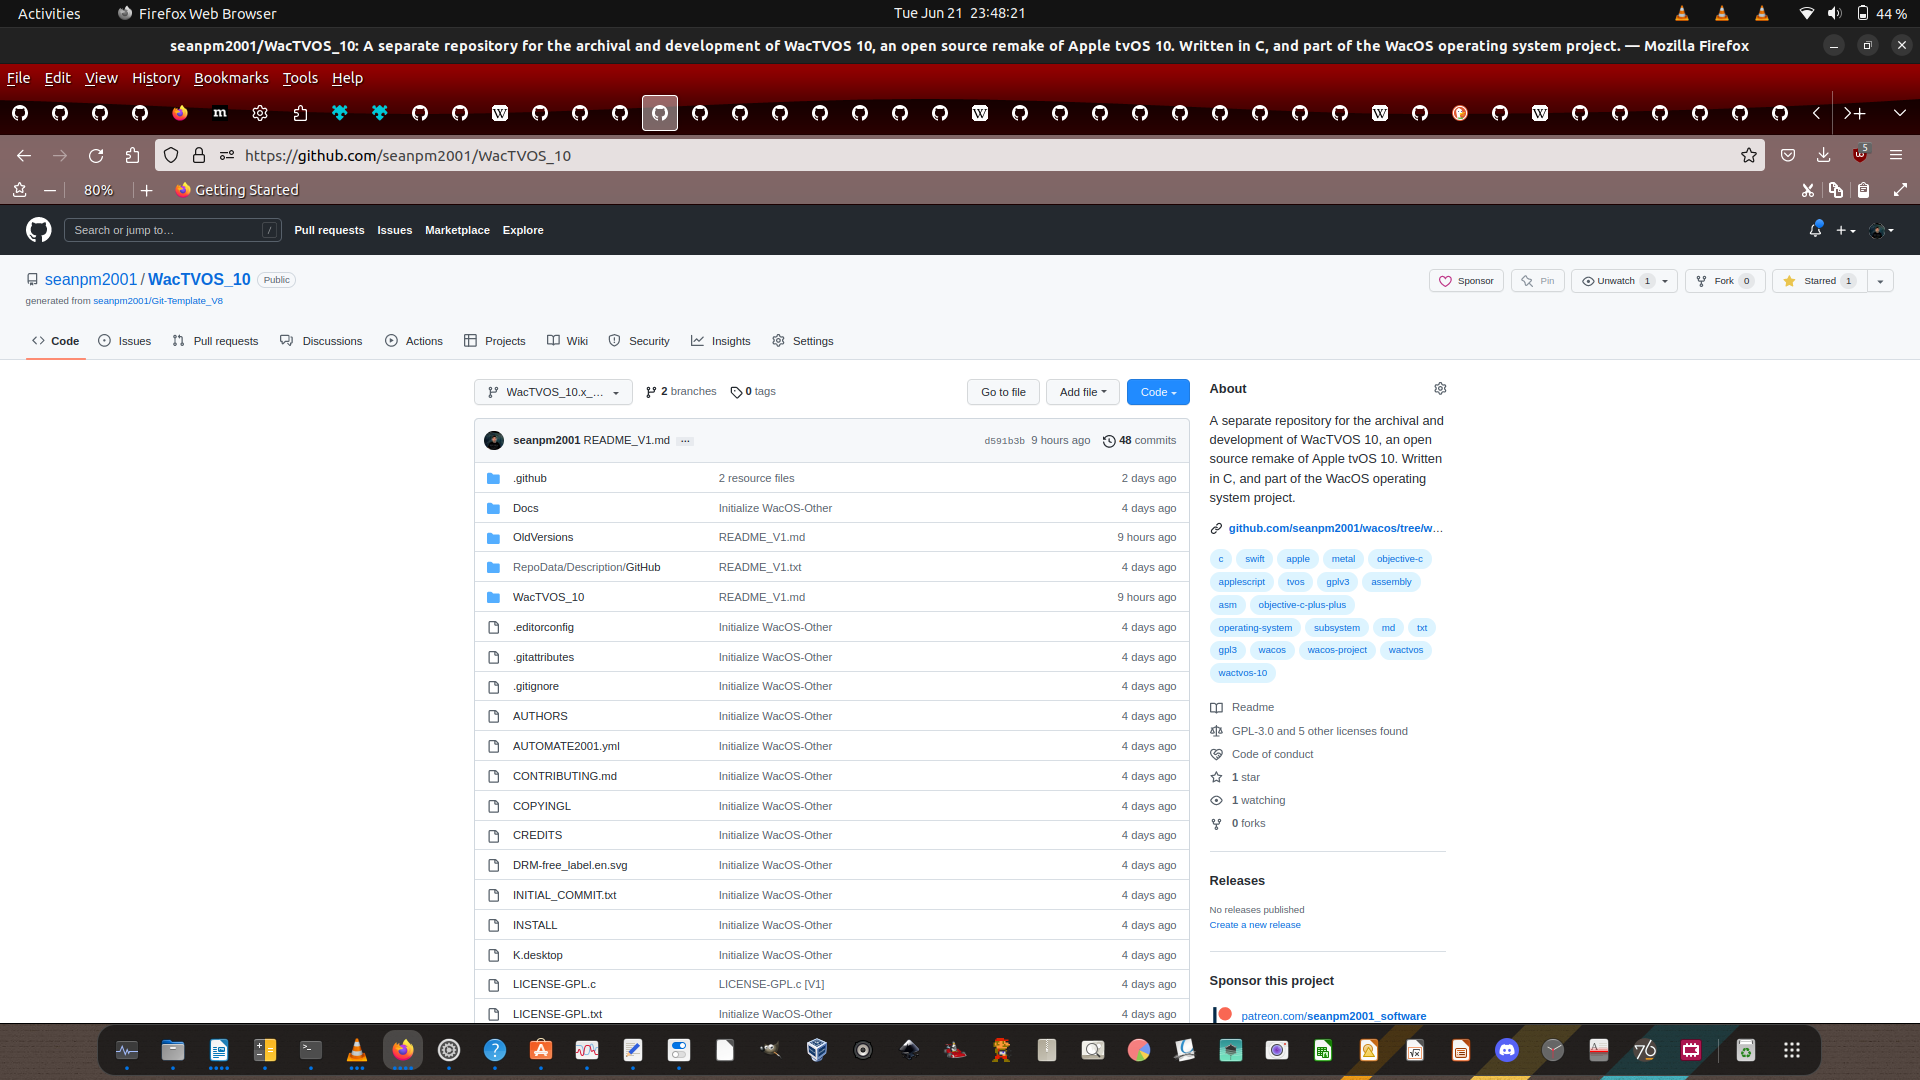 Activities
Firefox Web Browser
Tue Jun 21 23:48:21
44 %
seanpm2001/WacTVOS_10: A separate repository for the archival and development of WacTVOS 10, an open source remake of Apple tvOS 10. Written in C, and part of the WacOS operating system project. — Mozilla Firefox
File Edit View History Bookmarks Tools Help
https://github.com/seanpm2001/WacTVOS_10
5
80%
Getting Started
Search or jump to… /
Pull requests Issues Marketplace Explore
seanpm2001 / WacTVOS_10 Public
Sponsor Pin Unwatch 1 Fork 0 Starred 1
generated from seanpm2001/Git-Template_V8
Code Issues Pull requests Discussions Actions Projects Wiki Security Insights Settings
WacTVOS_10.x_... 2 branches 0 tags
Go to file Add file Code
seanpm2001 README_V1.md ... d591b3b 9 hours ago 48 commits
.github 2 resource files 2 days ago
Docs Initialize WacOS-Other 4 days ago
OldVersions README_V1.md 9 hours ago
RepoData/Description/GitHub README_V1.txt 4 days ago
WacTVOS_10 README_V1.md 9 hours ago
.editorconfig Initialize WacOS-Other 4 days ago
.gitattributes Initialize WacOS-Other 4 days ago
.gitignore Initialize WacOS-Other 4 days ago
AUTHORS Initialize WacOS-Other 4 days ago
AUTOMATE2001.yml Initialize WacOS-Other 4 days ago
CONTRIBUTING.md Initialize WacOS-Other 4 days ago
COPYINGL Initialize WacOS-Other 4 days ago
CREDITS Initialize WacOS-Other 4 days ago
DRM-free_label.en.svg Initialize WacOS-Other 4 days ago
INITIAL_COMMIT.txt Initialize WacOS-Other 4 days ago
INSTALL Initialize WacOS-Other 4 days ago
K.desktop Initialize WacOS-Other 4 days ago
LICENSE-GPL.c LICENSE-GPL.c [V1] 4 days ago
LICENSE-GPL.txt Initialize WacOS-Other 4 days ago
About
A separate repository for the archival and
development of WacTVOS 10, an open
source remake of Apple tvOS 10. Written
in C, and part of the WacOS operating
system project.
github.com/seanpm2001/wacos/tree/w...
c swift apple metal objective-c
applescript tvos gplv3 assembly
asm objective-c-plus-plus
operating-system subsystem md txt
gpl3 wacos wacos-project wactvos
wactvos-10
Readme
GPL-3.0 and 5 other licenses found
Code of conduct
1 star
1 watching
0 forks
Releases
No releases published
Create a new release
Sponsor this project
patreon.com/seanpm2001_software
76